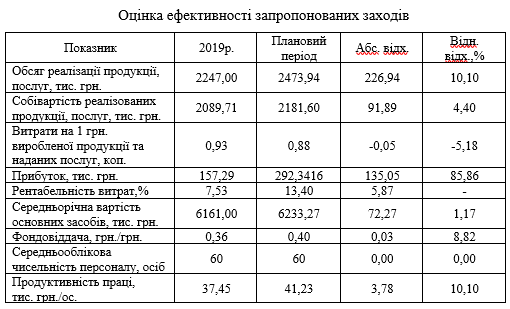 Оцінка ефективності запропонованих заходів
Показник 2019р. Плановий період Абс. відх. Відн. відх.,%
Обсяг реалізації продукції, послуг, тис. грн. 2247,00 2473,94 226,94 10,10
Собівартість реалізованих продукції, послуг, тис. грн. 2089,71 2181,60 91,89 4,40
Витрати на 1 грн. виробленої продукції та наданих послуг, коп. 0,93 0,88 -0,05 -5,18
Прибуток, тис. грн. 157,29 292,3416 135,05 85,86
Рентабельність витрат,% 7,53 13,40 5,87 -
Середньорічна вартість основних засобів, тис. грн. 6161,00 6233,27 72,27 1,17
Фондовіддача, грн./грн. 0,36 0,40 0,03 8,82
Середньооблікова чисельність персоналу, осіб 60 60 0,00 0,00
Продуктивність праці, тис. грн./ос. 37,45 41,23 3,78 10,10